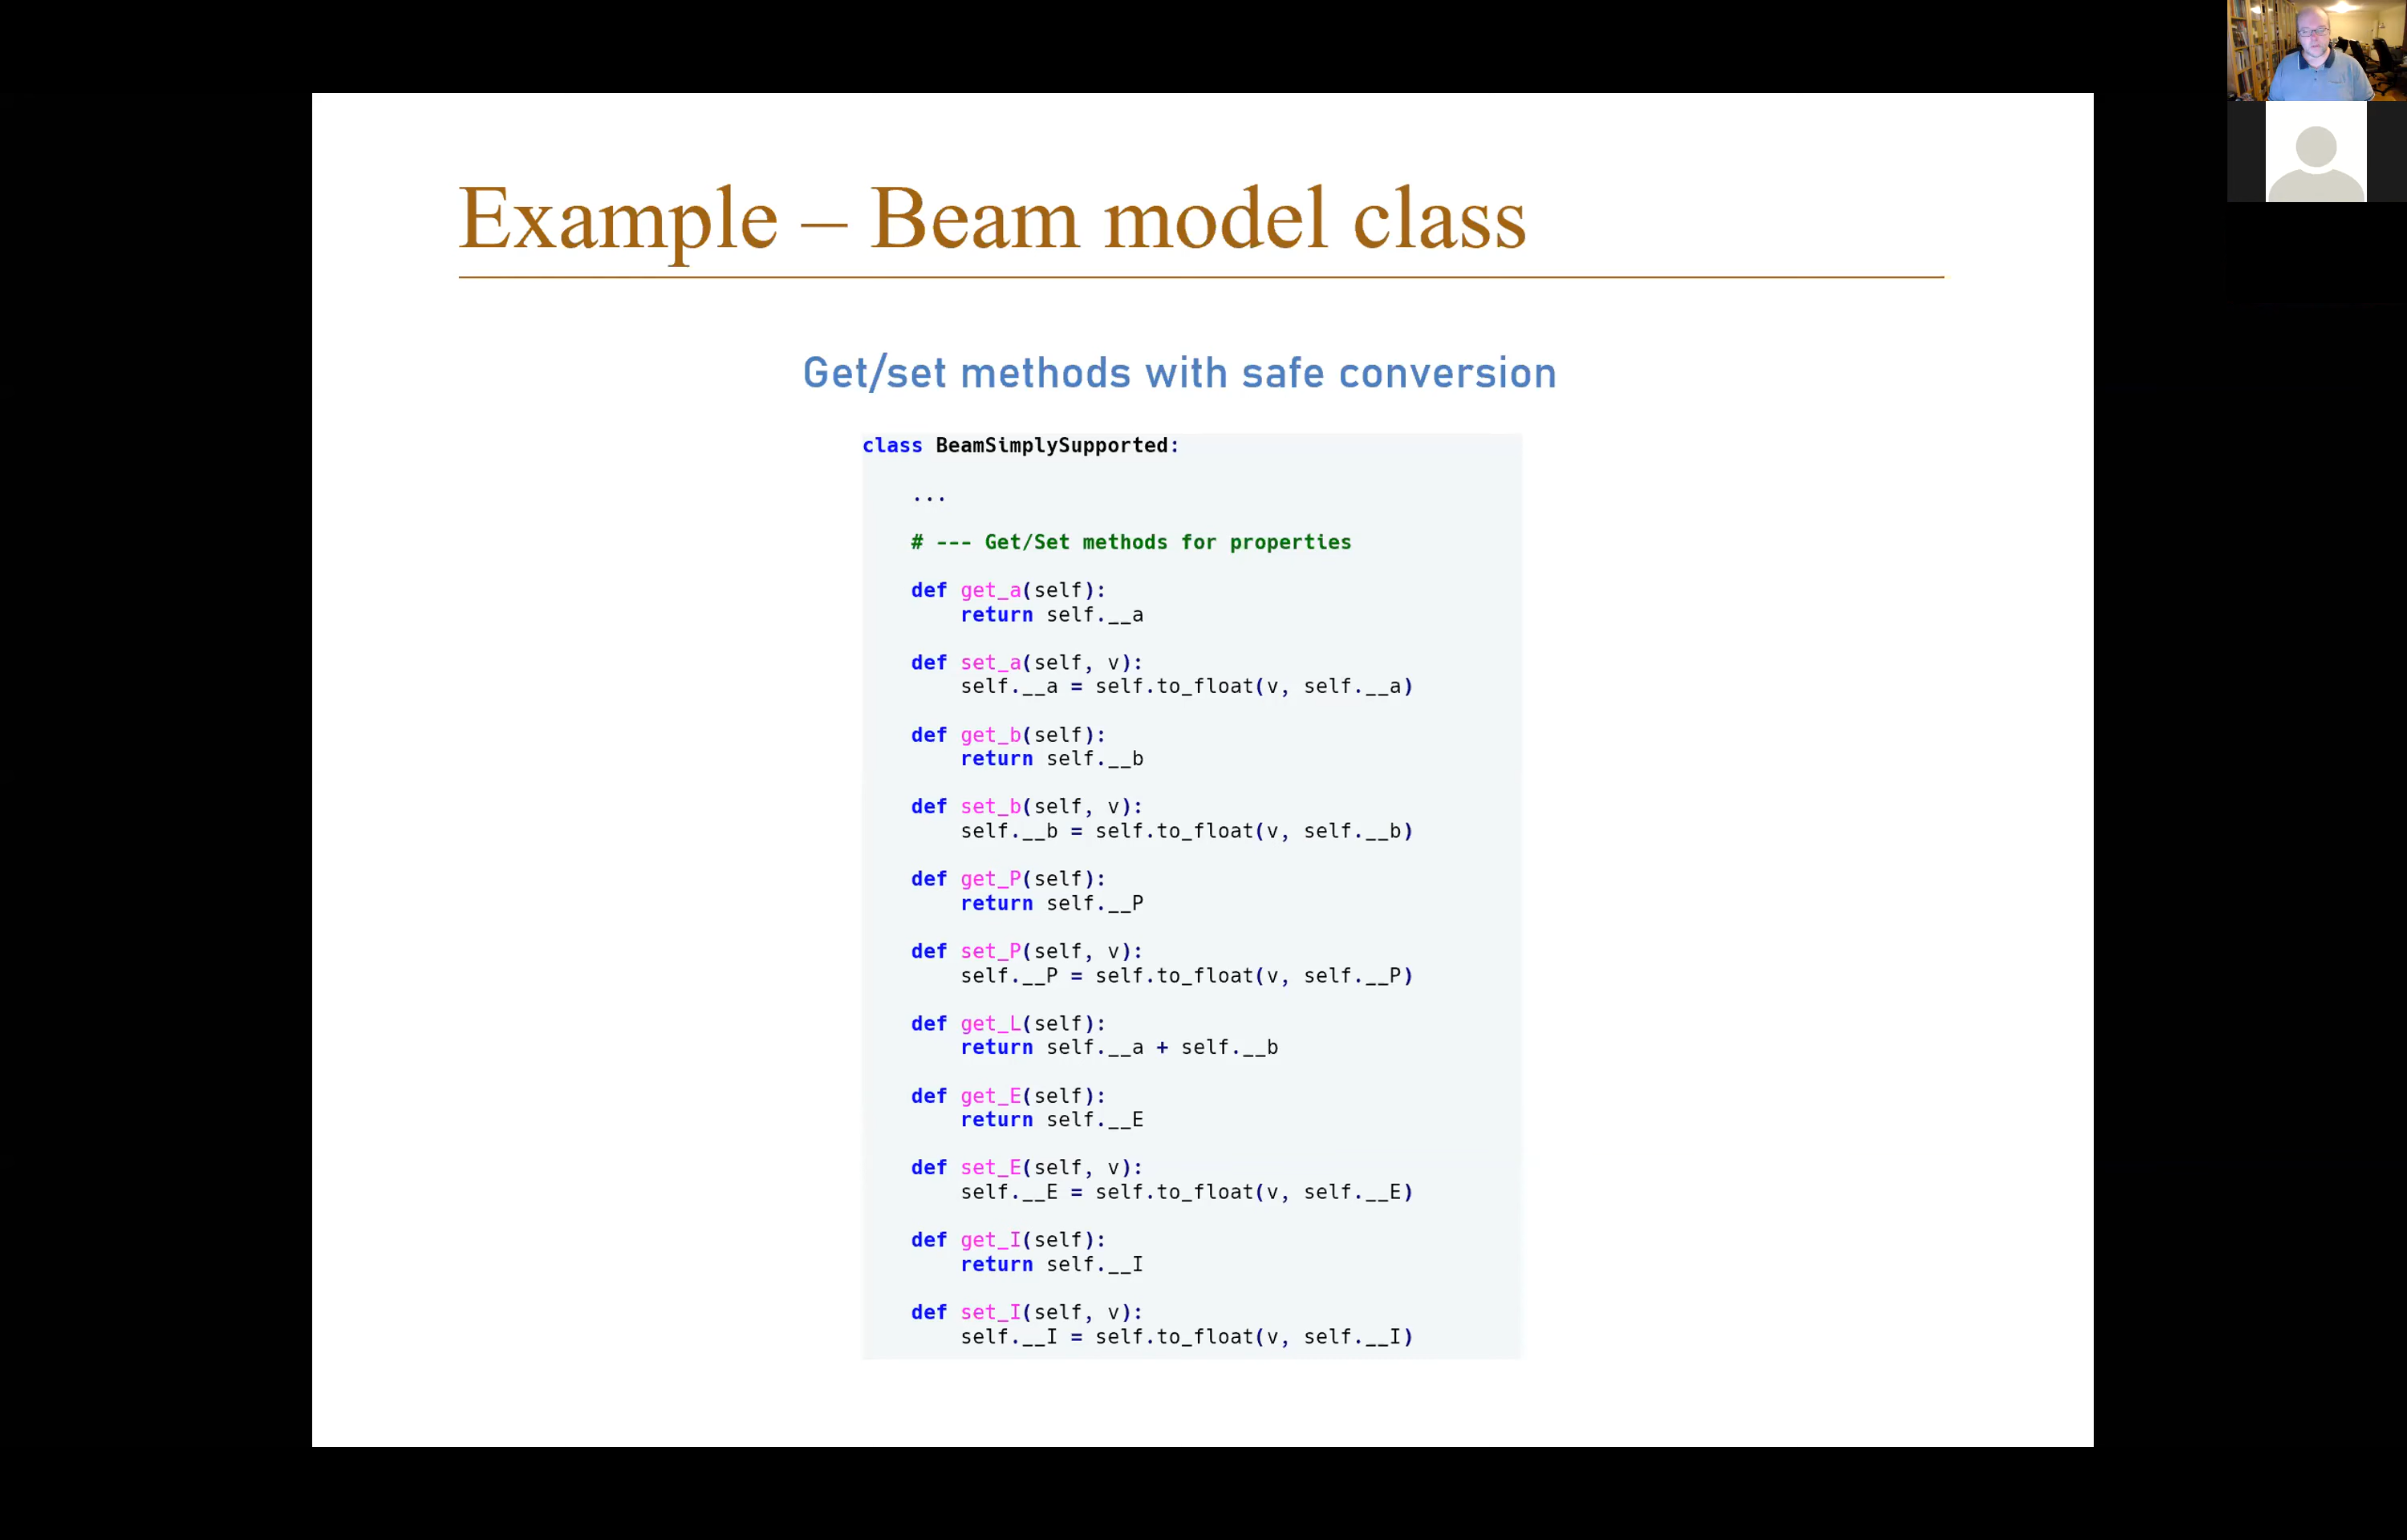 Example – Beam model class
Get/set methods with safe conversion
class BeamSimplySupported:
...
# --- Get/Set methods for properties
def get_a(self):
return self.__a
def set_a(self, v):
self.__a = self.to_float(v, self.__a)
def get_b(self):
return self.__b
def set_b(self, v):
self.__b = self.to_float(v, self.__b)
def get_P(self):
return self.__P
def set_P(self, v):
self.__P = self.to_float(v, self.__P)
def get_L(self):
return self.__a + self.__b
def get_E(self):
return self.__E
def set_E(self, v):
self.__E = self.to_float(v, self.__E)
def get_I(self):
return self.__I
def set_I(self, v):
self.__I = self.to_float(v, self.__I)